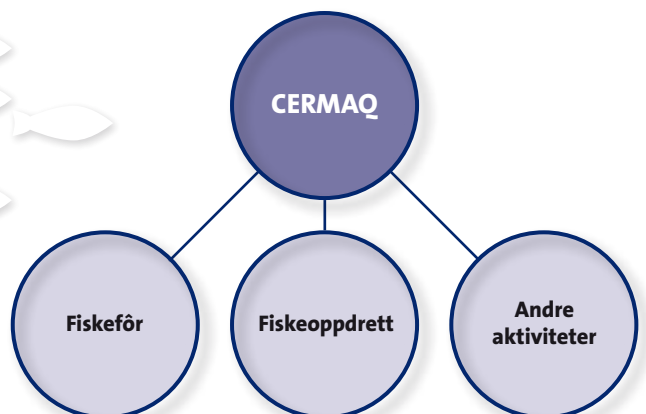 CERMAQ
Fiskefôr
Fiskeoppdrett
Andre
aktiviteter